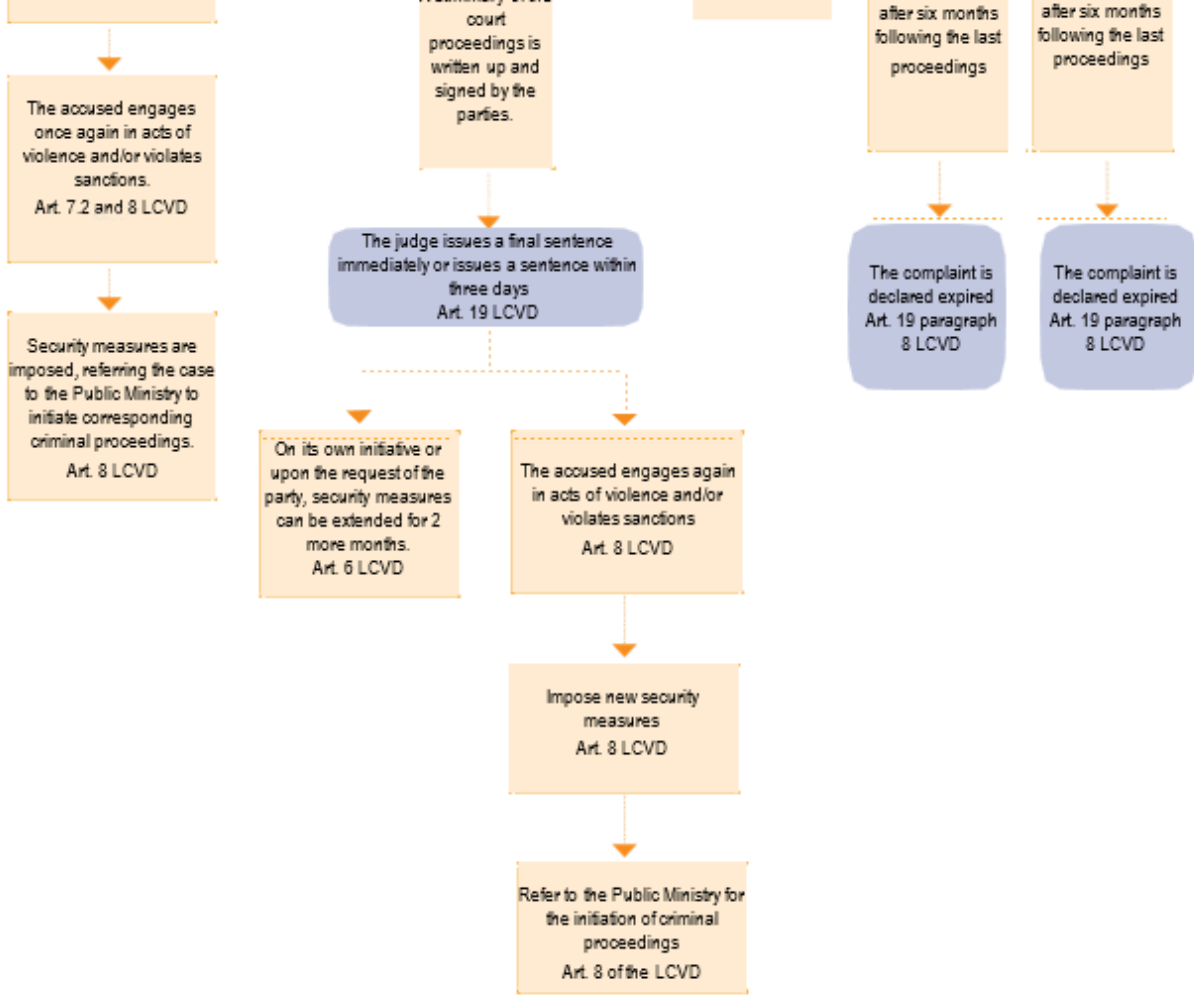 court
proceedings is
written up and
signed by the
parties.
after six months
following the last
proceedings
after six months
following the last
proceedings
The accused engages
once again in acts of
violence and/or violates
sanctions.
Art. 7.2 and 8 LCVD
The judge issues a final sentence
immediately or issues a sentence within
three days
Art. 19 LCVD
The complaint is
declared expired
Art. 19 paragraph
8 LCVD
The complaint is
declared expired
Art. 19 paragraph
8 LCVD
Security measures are
imposed, referring the case
to the Public Ministry to
initiate corresponding
criminal proceedings.
Art. 8 LCVD
On its own initiative or
upon the request of the
party, security measures
can be extended for 2
more months.
Art. 6 LCVD
The accused engages again
in acts of violence and/or
violates sanctions
Art. 8 LCVD
Impose new security
measures
Art. 8 LCVD
Refer to the Public Ministry for
the initiation of criminal
proceedings
Art. 8 of the LCVD